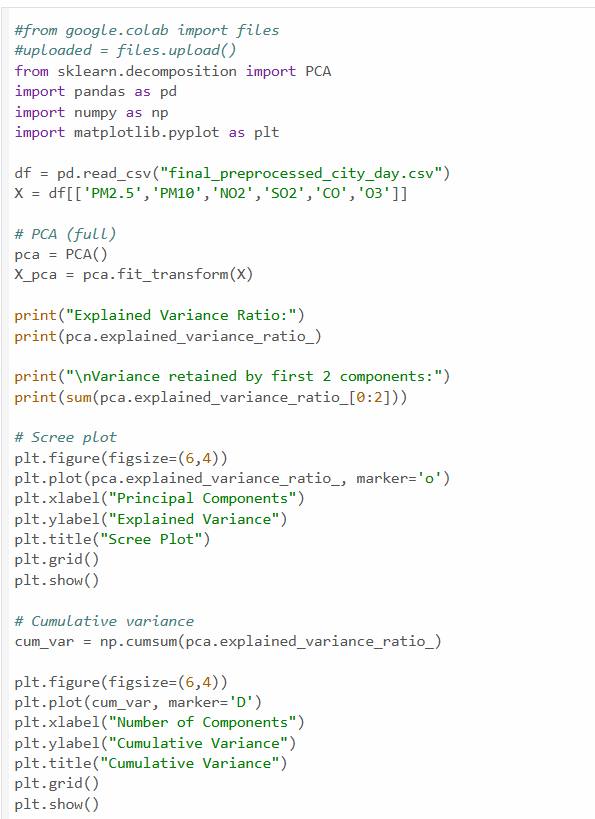 #from google.colab import files
#uploaded = files.upload()
from sklearn.decomposition import PCA
import pandas as pd
import numpy as np
import matplotlib.pyplot as plt
df = pd.read_csv("final_preprocessed_city_day.csv")
X = df[['PM2.5','PM10','NO2','SO2','CO','O3']]
# PCA (full)
pca = PCA()
X_pca = pca.fit_transform(X)
print("Explained Variance Ratio:")
print(pca.explained_variance_ratio_)
print("\nVariance retained by first 2 components:")
print(sum(pca.explained_variance_ratio_[0:2]))
# Scree plot
plt.figure(figsize=(6,4))
plt.plot(pca.explained_variance_ratio_, marker='o')
plt.xlabel("Principal Components")
plt.ylabel("Explained Variance")
plt.title("Scree Plot")
plt.grid()
plt.show()
# Cumulative variance
cum_var = np.cumsum(pca.explained_variance_ratio_)
plt.figure(figsize=(6,4))
plt.plot(cum_var, marker='D')
plt.xlabel("Number of Components")
plt.ylabel("Cumulative Variance")
plt.title("Cumulative Variance")
plt.grid()
plt.show()